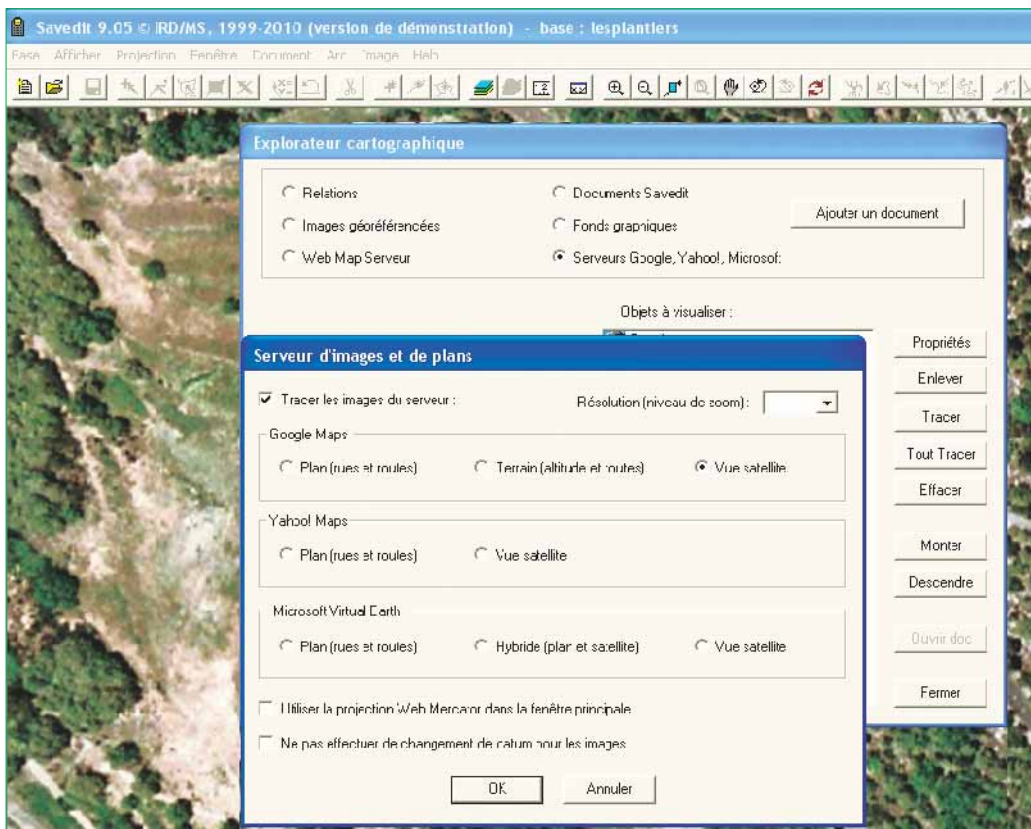 Savedit 9.05 © IRD/MS, 1999-2010 (version de démonstration) - base : lesplantiers
Base Afficher Projection Fenêtre Document Arc Image Help
Explorateur cartographique
Relations
Documents Savedit
Ajouter un document
Images géoréférencées
Fonds graphiques
Web Map Serveur
Serveurs Google, Yahoo!, Microsof:
Objets à visualiser :
Propriétés
Enlever
Tracer
Tout Tracer
Effacer
Monter
Descendre
Ouvrir doc
Fermer
Serveur d'images et de plans
Tracer les images du serveur :
Résolution (niveau de zoom) :
Google Maps
Plan (rues et routes)
Terrain (altitude et routes)
Vue satellite
Yahoo! Maps
Plan (rues et routes)
Vue satellite
Microsoft Virtual Earth
Plan (rues et routes)
Hybride (plan et satellite)
Vue satellite
Utiliser la projection Web Mercator dans la fenêtre principale
Ne pas effectuer de changement de datum pour les images
OK
Annuler